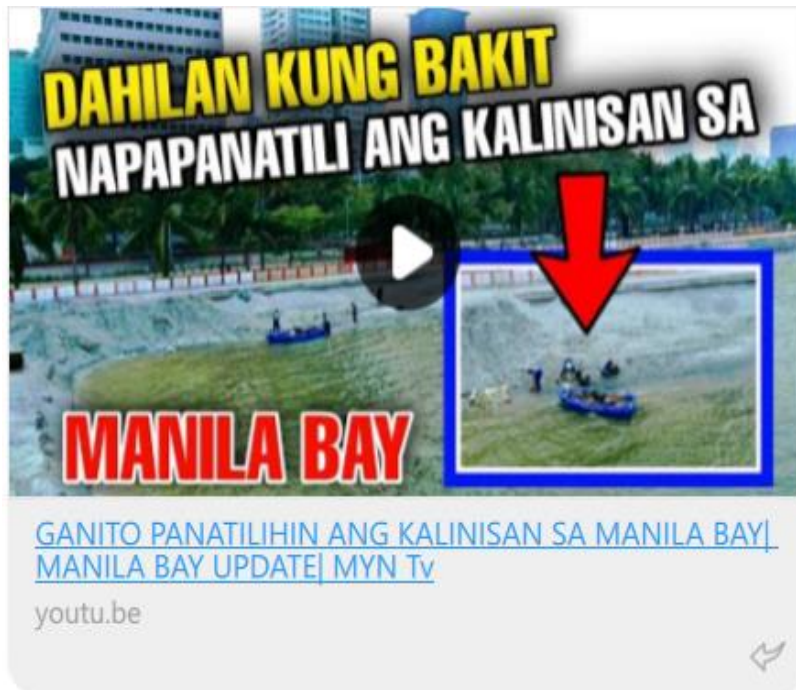 DAHILAN KUNG BAKIT
NAPAPANATILI ANG KALINISAN SA
MANILA BAY
GANITO PANATILIHIN ANG KALINISAN SA MANILA BAY|
MANILA BAY UPDATE| MYN Tv
youtu.be